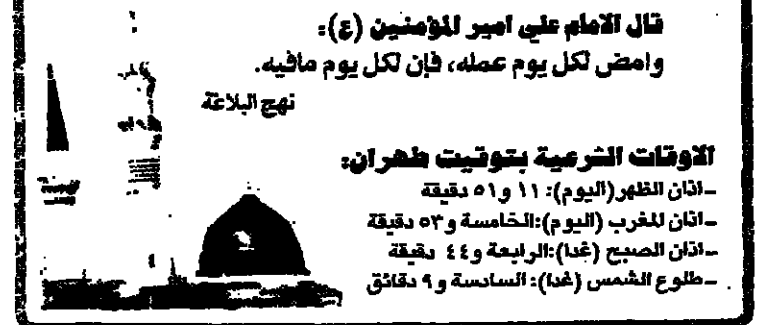 قال الامام علي امير المؤمنين (ع):
وامض لكل يوم عمله، فإن لكل يوم مافيه.
نهج البلاغة
الاوقات الشرعية بتوقيت طهران:
ـ اذان الظهر(اليوم): ١١ و٥١ دقيقة
ـ اذان المغرب (اليوم):الخامسة و٥٣ دقيقة
ـ اذان الصبح (غدا):الرابعة و٤٤ دقيقة
ـ طلوع الشمس (غدا): السادسة و٩ دقائق